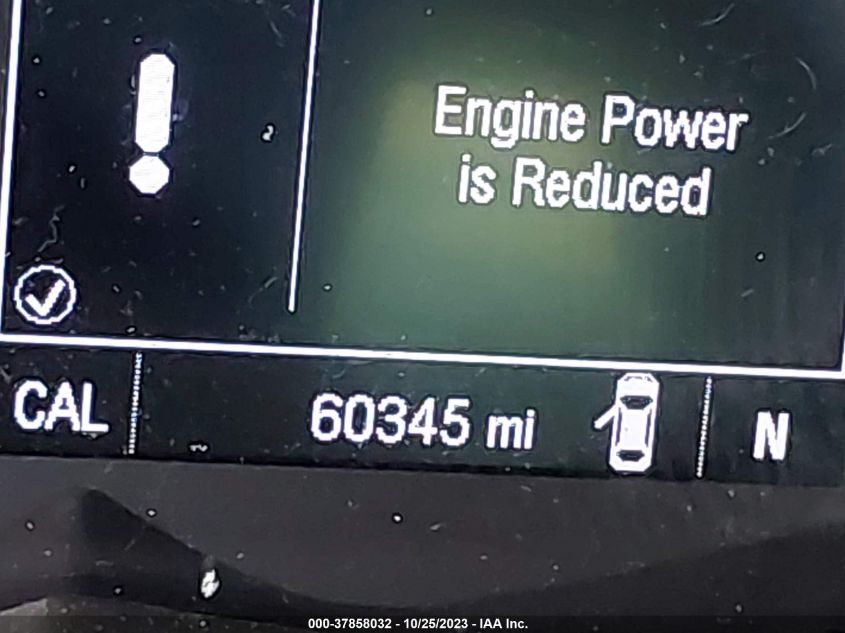 Engine Power
is Reduced
CAL 60345 mi N
000-37858032 - 10/25/2023 - IAA Inc.